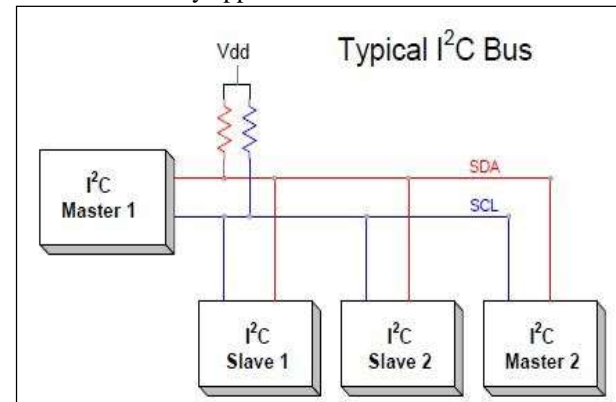 Typical I²C Bus
Vdd
SDA
I²C
Master 1
SCL
I²C
Slave 1
I²C
Slave 2
I²C
Master 2